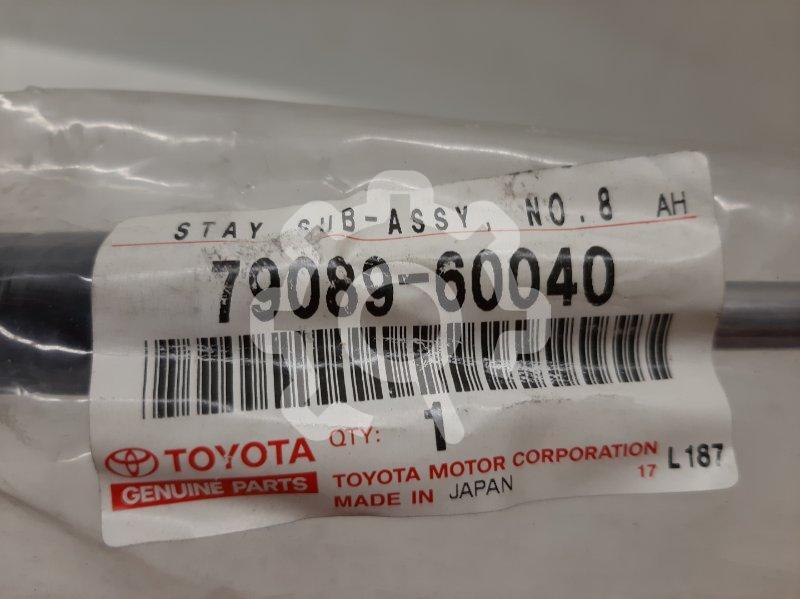 STAY SUB-ASSY, NO.8 AH
79089-60040
QTY: 1
TOYOTA
GENUINE PARTS
TOYOTA MOTOR CORPORATION
17 L187
MADE IN JAPAN